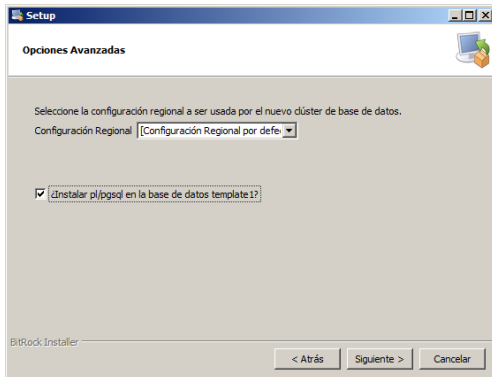 Setup
Opciones Avanzadas
Seleccione la configuración regional a ser usada por el nuevo clúster de base de datos.
Configuración Regional [Configuración Regional por defe
¿Instalar pl/pgsql en la base de datos template1?
BitRock Installer
< Atrás Siguiente > Cancelar